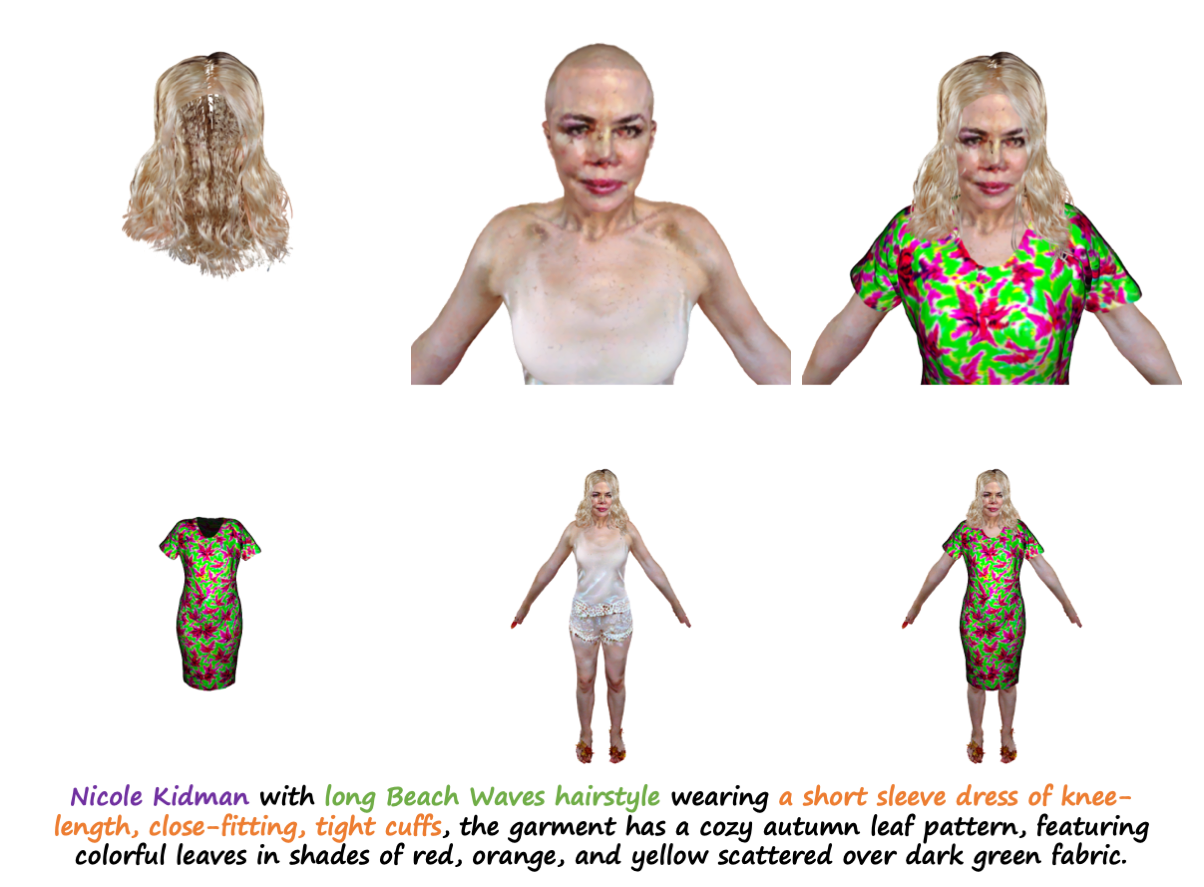 Nicole Kidman with long Beach Waves hairstyle wearing a short sleeve dress of knee-
length, close-fitting, tight cuffs, the garment has a cozy autumn leaf pattern, featuring
colorful leaves in shades of red, orange, and yellow scattered over dark green fabric.